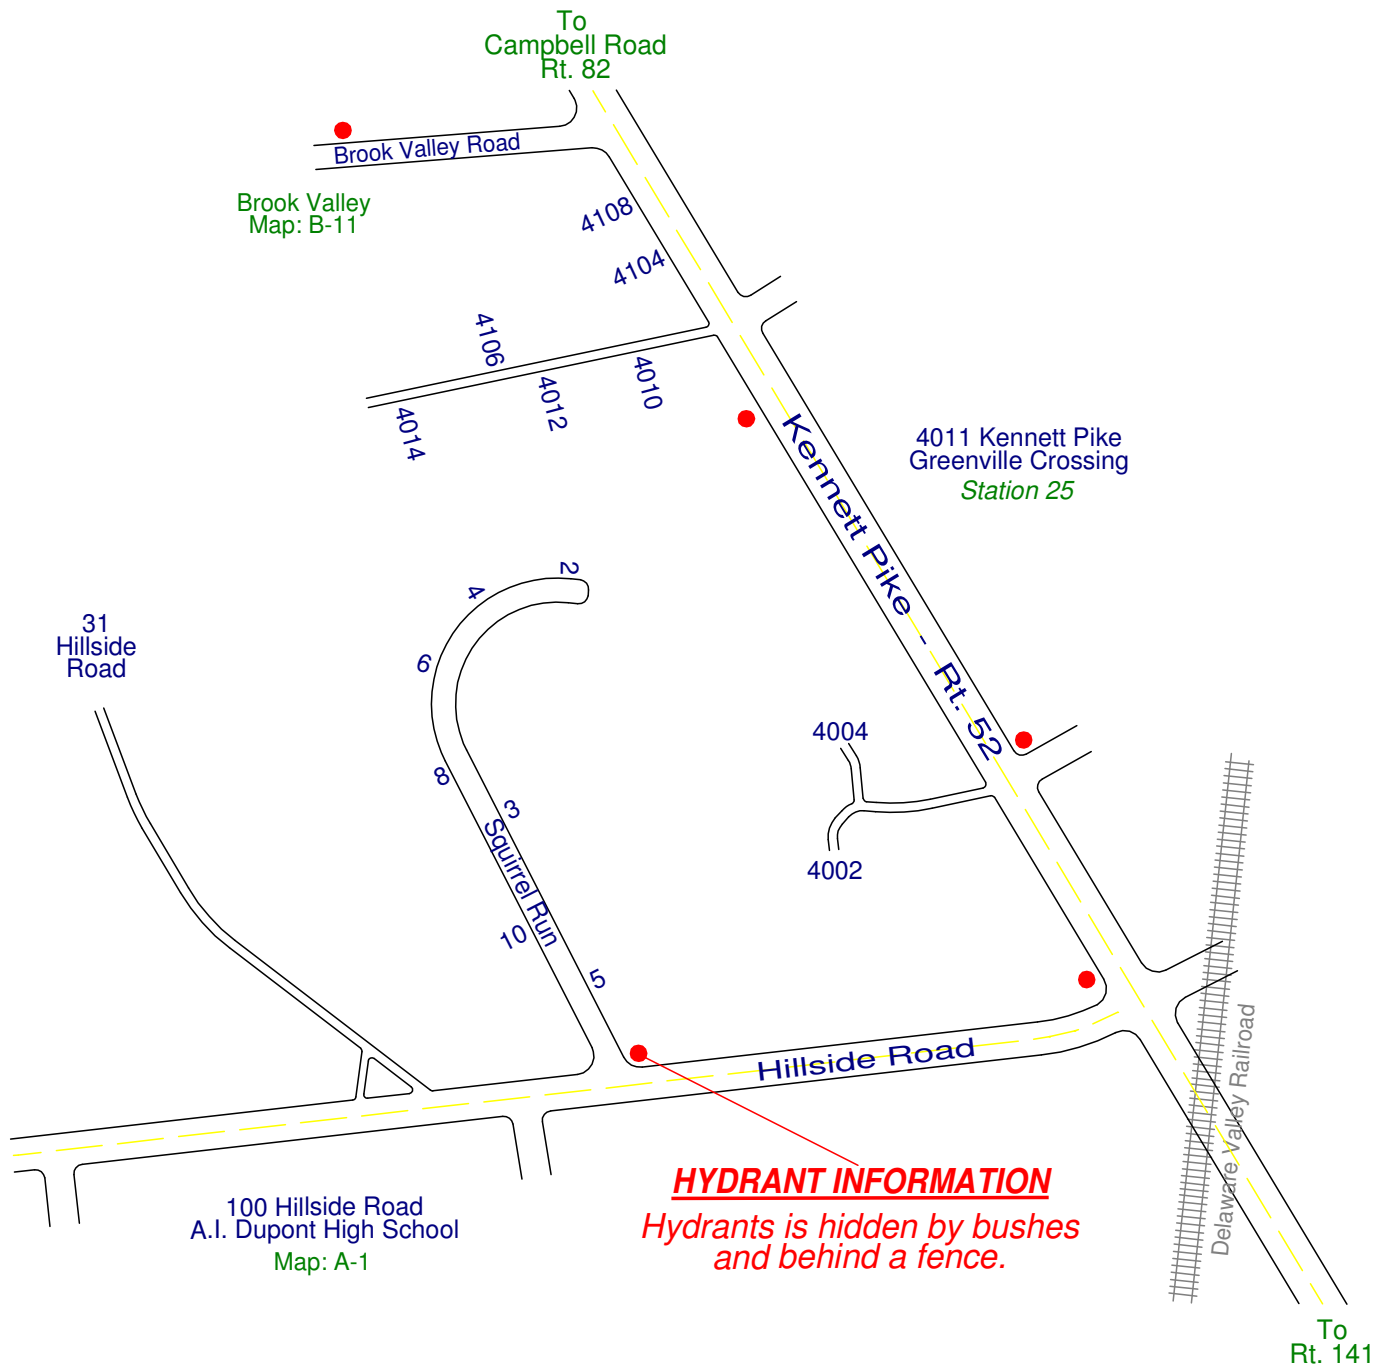 To
Campbell Road
Rt. 82
Brook Valley Road
Brook Valley
Map: B-11
4108
4104
4106
4010
4012
4014
Kennett Pike - Rt. 52
4011 Kennett Pike
Greenville Crossing
Station 25
2
4
6
31
Hillside
Road
8
3
Squirrel Run
10
5
4004
4002
Hillside Road
Delaware Valley Railroad
HYDRANT INFORMATION
Hydrants is hidden by bushes
and behind a fence.
100 Hillside Road
A.I. Dupont High School
Map: A-1
To
Rt. 141